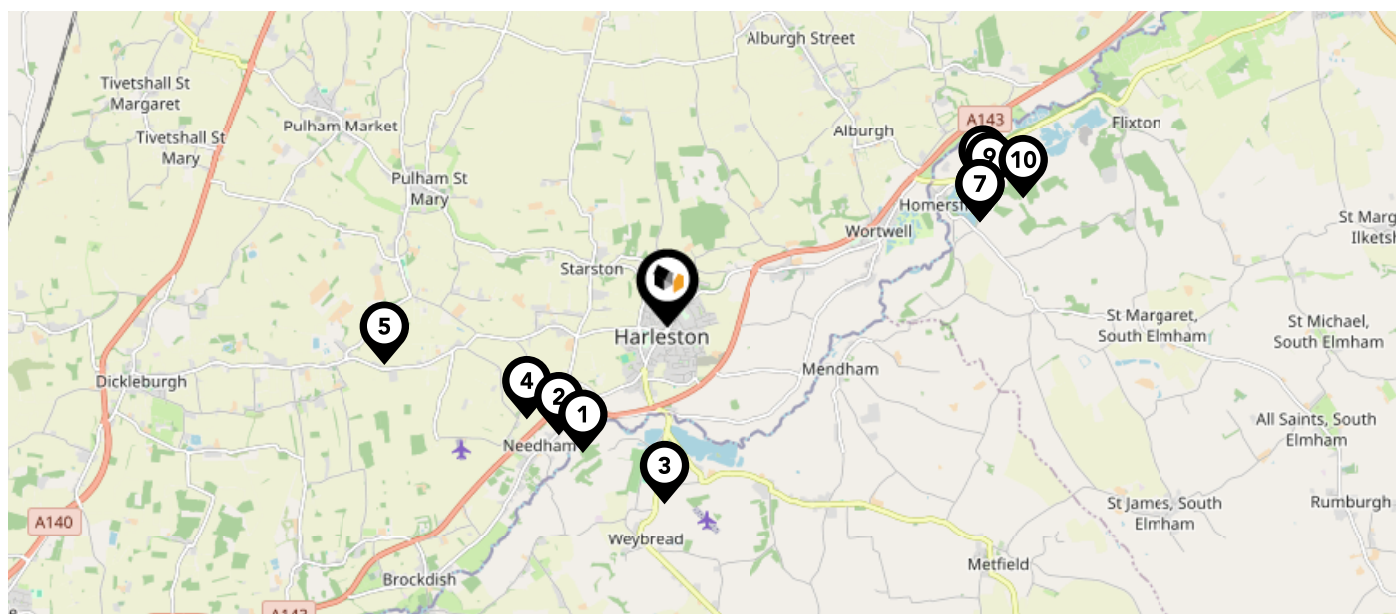 Alburgh Street
Tivetshall St
Margaret
A143
Pulham Market
Flixton
Alburgh
Tivetshall St
Mary
9
10
Pulham St
Mary
7
Homersf
St Marg
Ilketsh
Wortwell
Starston
5
St Margaret,
South Elmham
St Michael,
South Elmham
Harleston
Mendham
Dickleburgh
4
2
1
All Saints, South
Elmham
Needham
3
A140
St James, South
Elmham
Rumburgh
Weybread
Metfield
Brockdish
A143